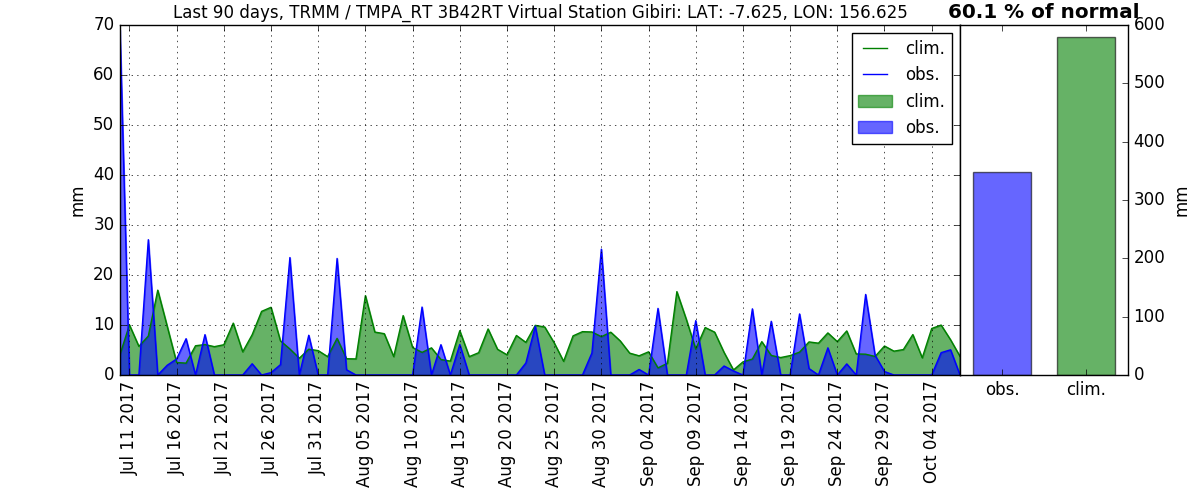 Last 90 days, TRMM / TMPA_RT 3B42RT Virtual Station Gibiri: LAT: -7.625, LON: 156.625
60.1 % of normal
mm
70
60
50
40
30
20
10
0
clim.
obs.
clim.
obs.
Jul 11 2017
Jul 16 2017
Jul 21 2017
Jul 26 2017
Jul 31 2017
Aug 05 2017
Aug 10 2017
Aug 15 2017
Aug 20 2017
Aug 25 2017
Aug 30 2017
Sep 04 2017
Sep 09 2017
Sep 14 2017
Sep 19 2017
Sep 24 2017
Sep 29 2017
Oct 04 2017
600
500
400
300
200
100
0
mm
obs.
clim.